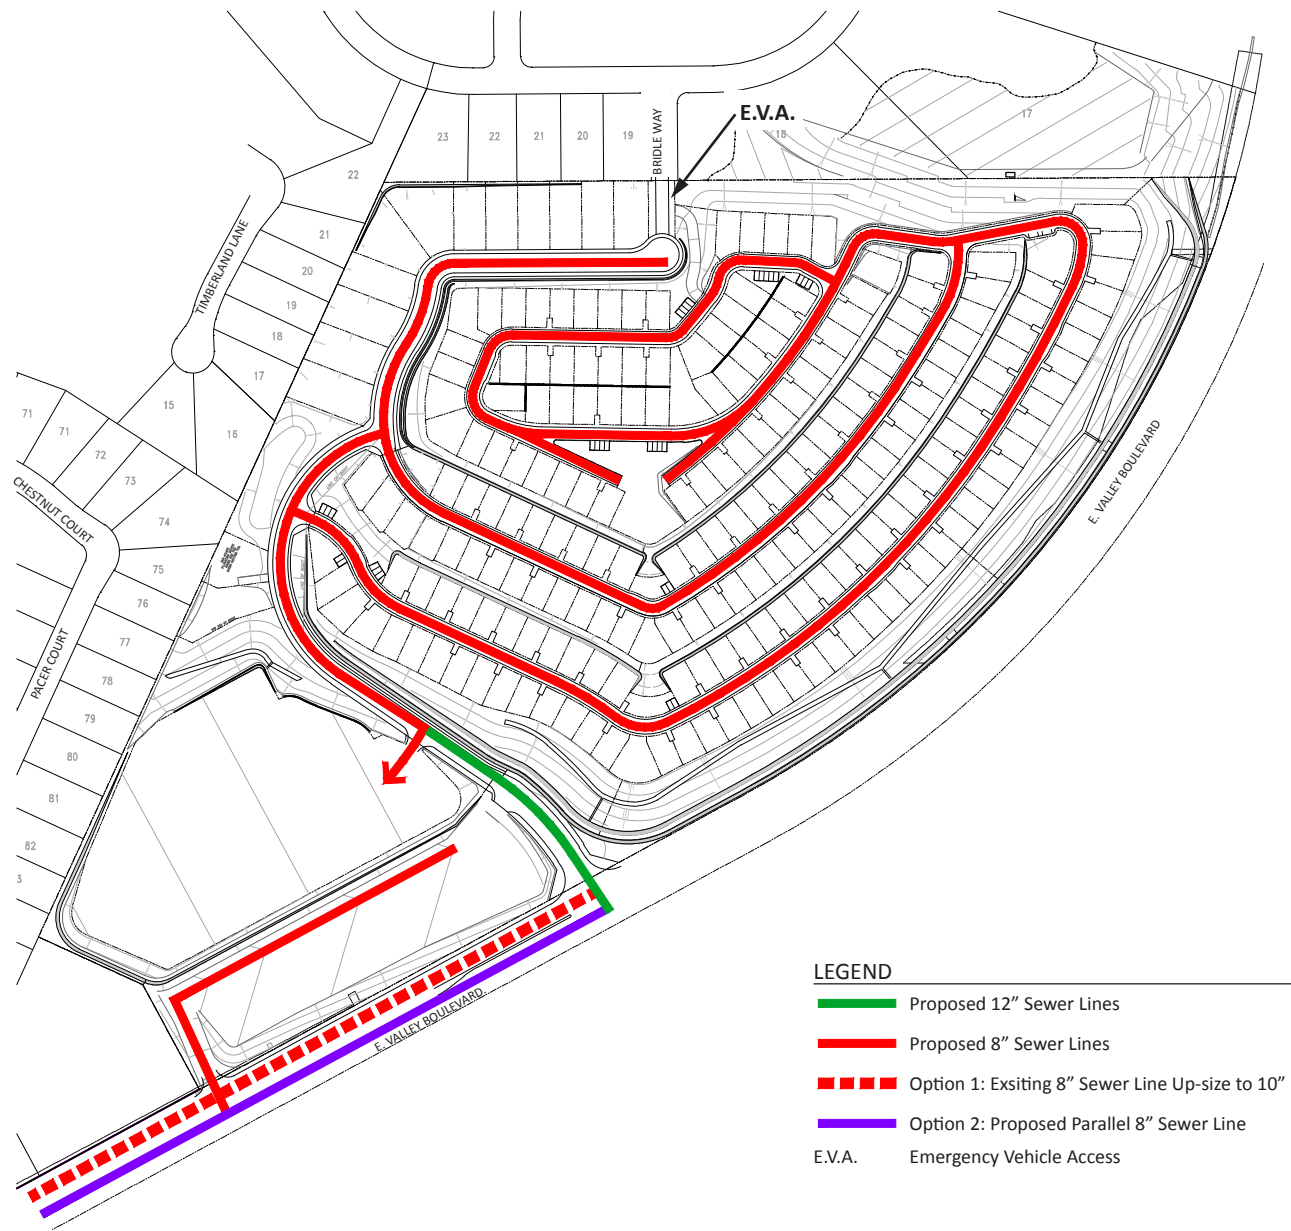 E.V.A.
BRIDLE WAY
23
22
21
20
19
18
17
22
21
20
19
18
17
16
15
TIMBERLAND LANE
71
71
72
73
74
75
76
77
78
79
80
81
82
3
CHESTNUT COURT
PACER COURT
E. VALLEY BOULEVARD
E. VALLEY BOULEVARD.
LEGEND
Proposed 12” Sewer Lines
Proposed 8” Sewer Lines
Option 1: Exsiting 8” Sewer Line Up-size to 10”
Option 2: Proposed Parallel 8” Sewer Line
E.V.A. Emergency Vehicle Access